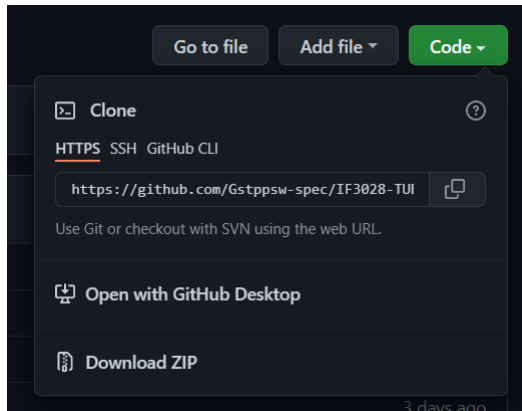 Go to file Add file Code
Clone
HTTPS SSH GitHub CLI
https://github.com/Gstppsw-spec/IF3028-TUI
Use Git or checkout with SVN using the web URL.
Open with GitHub Desktop
Download ZIP
3 days ago